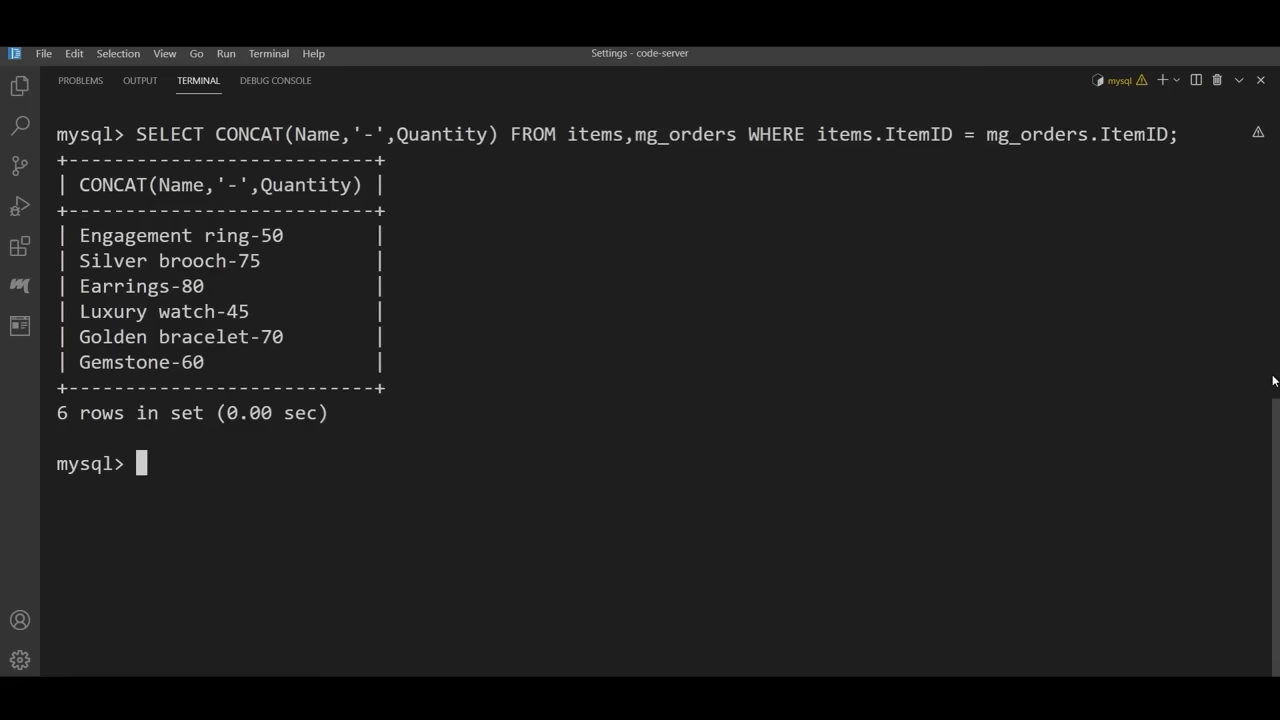 File Edit Selection View Go Run Terminal Help Settings - code-server
PROBLEMS OUTPUT TERMINAL DEBUG CONSOLE mysql
mysql> SELECT CONCAT(Name,'-',Quantity) FROM items,mg_orders WHERE items.ItemID = mg_orders.ItemID;
+---------------------------+
| CONCAT(Name,'-',Quantity) |
+---------------------------+
| Engagement ring-50        |
| Silver brooch-75          |
| Earrings-80               |
| Luxury watch-45           |
| Golden bracelet-70        |
| Gemstone-60               |
+---------------------------+
6 rows in set (0.00 sec)
mysql>